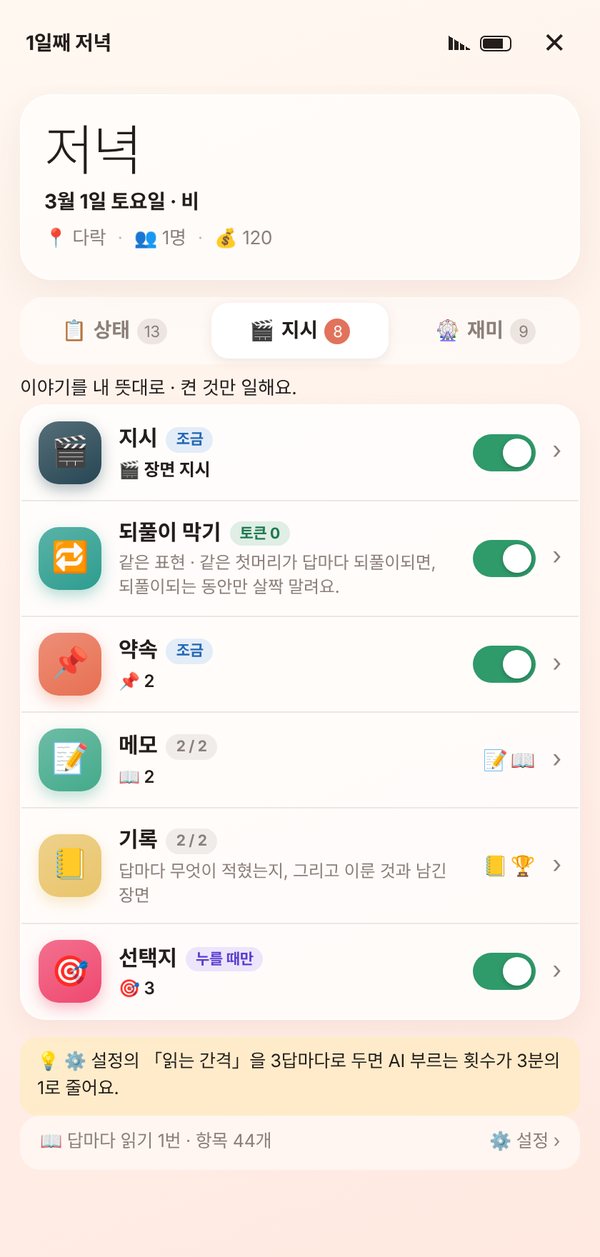 1일째 저녁
저녁
3월 1일 토요일 · 비
📍 다락 · 👥 1명 · 💰 120
📋 상태 13
🎬 지시 8
🎡 재미 9
이야기를 내 뜻대로 · 켠 것만 일해요.
지시 조금
🎬 장면 지시
되풀이 막기 토큰 0
같은 표현 · 같은 첫머리가 답마다 되풀이되면,
되풀이되는 동안만 살짝 말려요.
약속 조금
📌 2
메모 2 / 2
📖 2
기록 2 / 2
답마다 무엇이 적혔는지, 그리고 이룬 것과 남긴
장면
선택지 누를 때만
🎯 3
💡 ⚙️ 설정의 「읽는 간격」을 3답마다로 두면 AI 부르는 횟수가 3분의
1로 줄어요.
📖 답마다 읽기 1번 · 항목 44개
⚙️ 설정 ›